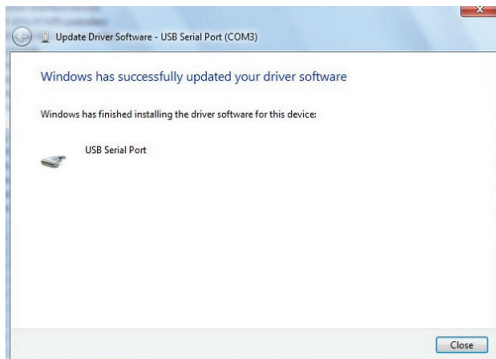 Update Driver Software - USB Serial Port (COM3)
Windows has successfully updated your driver software
Windows has finished installing the driver software for this device:
USB Serial Port
Close